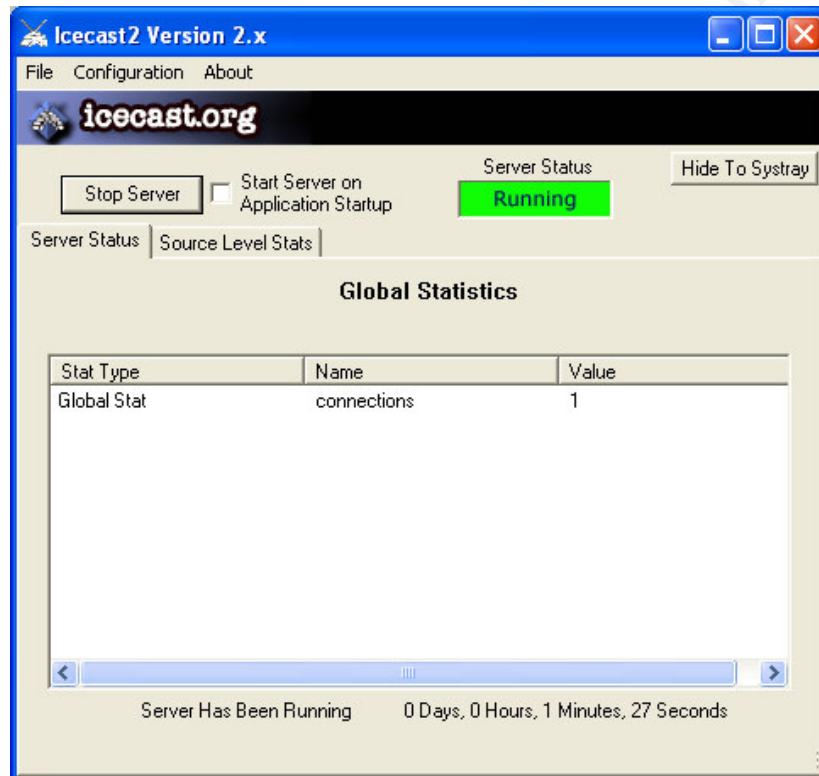 Icecast2 Version 2.x
File Configuration About
icecast.org
Stop Server
Start Server on
Application Startup
Server Status
Running
Hide To Systray
Server Status
Source Level Stats
Global Statistics
Stat Type Name Value
Global Stat connections 1
Server Has Been Running 0 Days, 0 Hours, 1 Minutes, 27 Seconds